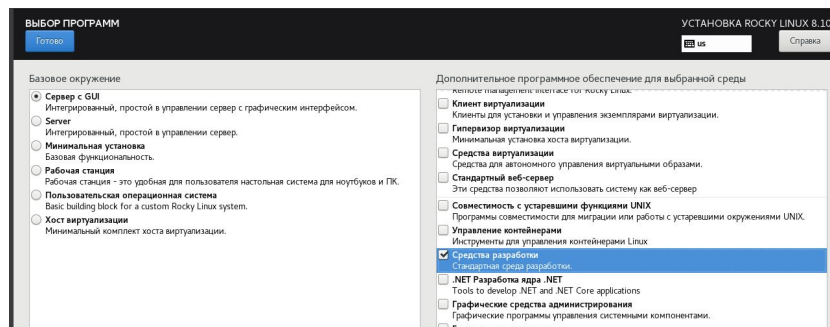 ВЫБОР ПРОГРАММ
Готово
УСТАНОВКА ROCKY LINUX 8.10
us
Справка
Базовое окружение
Сервер с GUI
Интегрированный, простой в управлении сервер с графическим интерфейсом.
Server
Интегрированный, простой в управлении сервер.
Минимальная установка
Базовая функциональность.
Рабочая станция
Рабочая станция - это удобная для пользователя настольная система для ноутбуков и ПК.
Пользовательская операционная система
Basic building block for a custom Rocky Linux system.
Хост виртуализации
Минимальный комплект хоста виртуализации.
Дополнительное программное обеспечение для выбранной среды
Remote management interface for Rocky Linux.
Клиент виртуализации
Клиенты для установки и управления экземплярами виртуализации.
Гипервизор виртуализации
Минимальная установка хоста виртуализации.
Средства виртуализации
Средства для автономного управления виртуальными образами.
Стандартный веб-сервер
Эти средства позволяют использовать систему как веб-сервер
Совместимость с устаревшими функциями UNIX
Программы совместимости для миграции или работы с устаревшими окружениями UNIX.
Управление контейнерами
Инструменты для управления контейнерами Linux
Средства разработки
Стандартная среда разработки.
.NET Разработка ядра .NET
Tools to develop .NET and .NET Core applications
Графические средства администрирования
Графические программы управления системными компонентами.